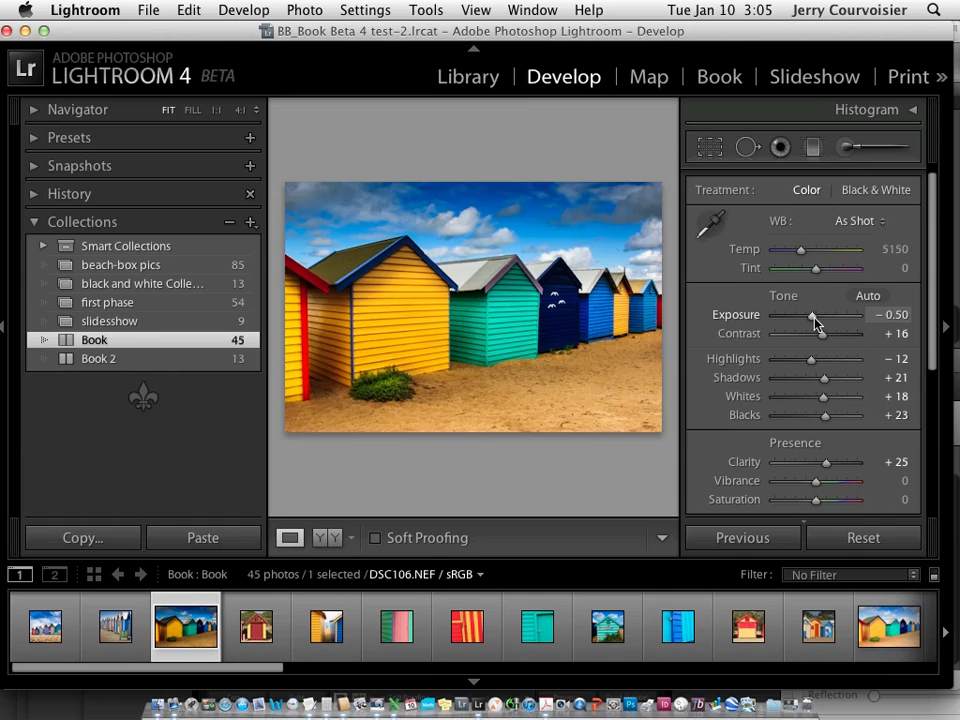 Lightroom File Edit Develop Photo Settings Tools View Window Help Tue Jan 10 3:05 Jerry Courvoisier
BB_Book Beta 4 test-2.lrcat – Adobe Photoshop Lightroom – Develop
Lr ADOBE PHOTOSHOP
LIGHTROOM 4 BETA
Library | Develop | Map | Book | Slideshow | Print »
Navigator FIT FILL 1:1 4:1
Presets
Snapshots
History
Collections
Smart Collections
beach-box pics 85
black and white Colle... 13
first phase 54
slideshow 9
Book 45
Book 2 13
Copy... Paste
Soft Proofing
Histogram
Treatment: Color Black & White
WB: As Shot
Temp 5150
Tint 0
Tone Auto
Exposure – 0.50
Contrast + 16
Highlights – 12
Shadows + 21
Whites + 18
Blacks + 23
Presence
Clarity + 25
Vibrance 0
Saturation 0
Previous Reset
1 2 Book : Book 45 photos / 1 selected / DSC106.NEF / sRGB Filter: No Filter
Reflection